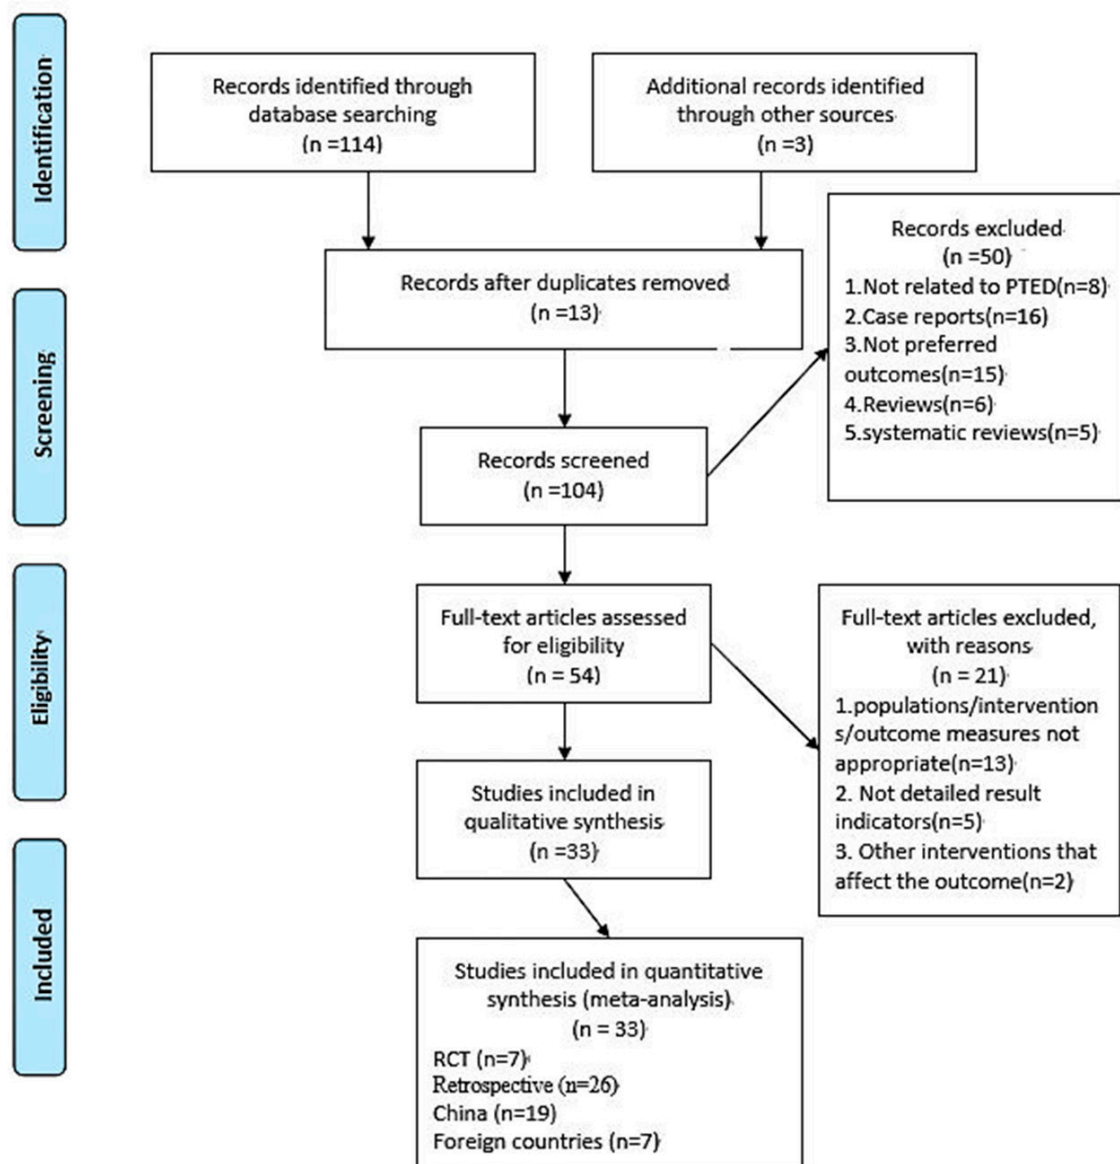 Identification
Records identified through
database searching
(n =114)
Additional records identified
through other sources
(n =3)
Records after duplicates removed
(n =13)
Records excluded
(n =50)
1.Not related to PTED(n=8)
2.Case reports(n=16)
3.Not preferred
outcomes(n=15)
4.Reviews(n=6)
5.systematic reviews(n=5)
Screening
Records screened
(n =104)
Eligibility
Full-text articles assessed
for eligibility
(n = 54)
Full-text articles excluded,
with reasons
(n = 21)
1.populations/intervention
s/outcome measures not
appropriate(n=13)
2. Not detailed result
indicators(n=5)
3. Other interventions that
affect the outcome(n=2)
Studies included in
qualitative synthesis
(n =33)
Included
Studies included in quantitative
synthesis (meta-analysis)
(n = 33)
RCT (n=7)
Retrospective (n=26)
China (n=19)
Foreign countries (n=7)